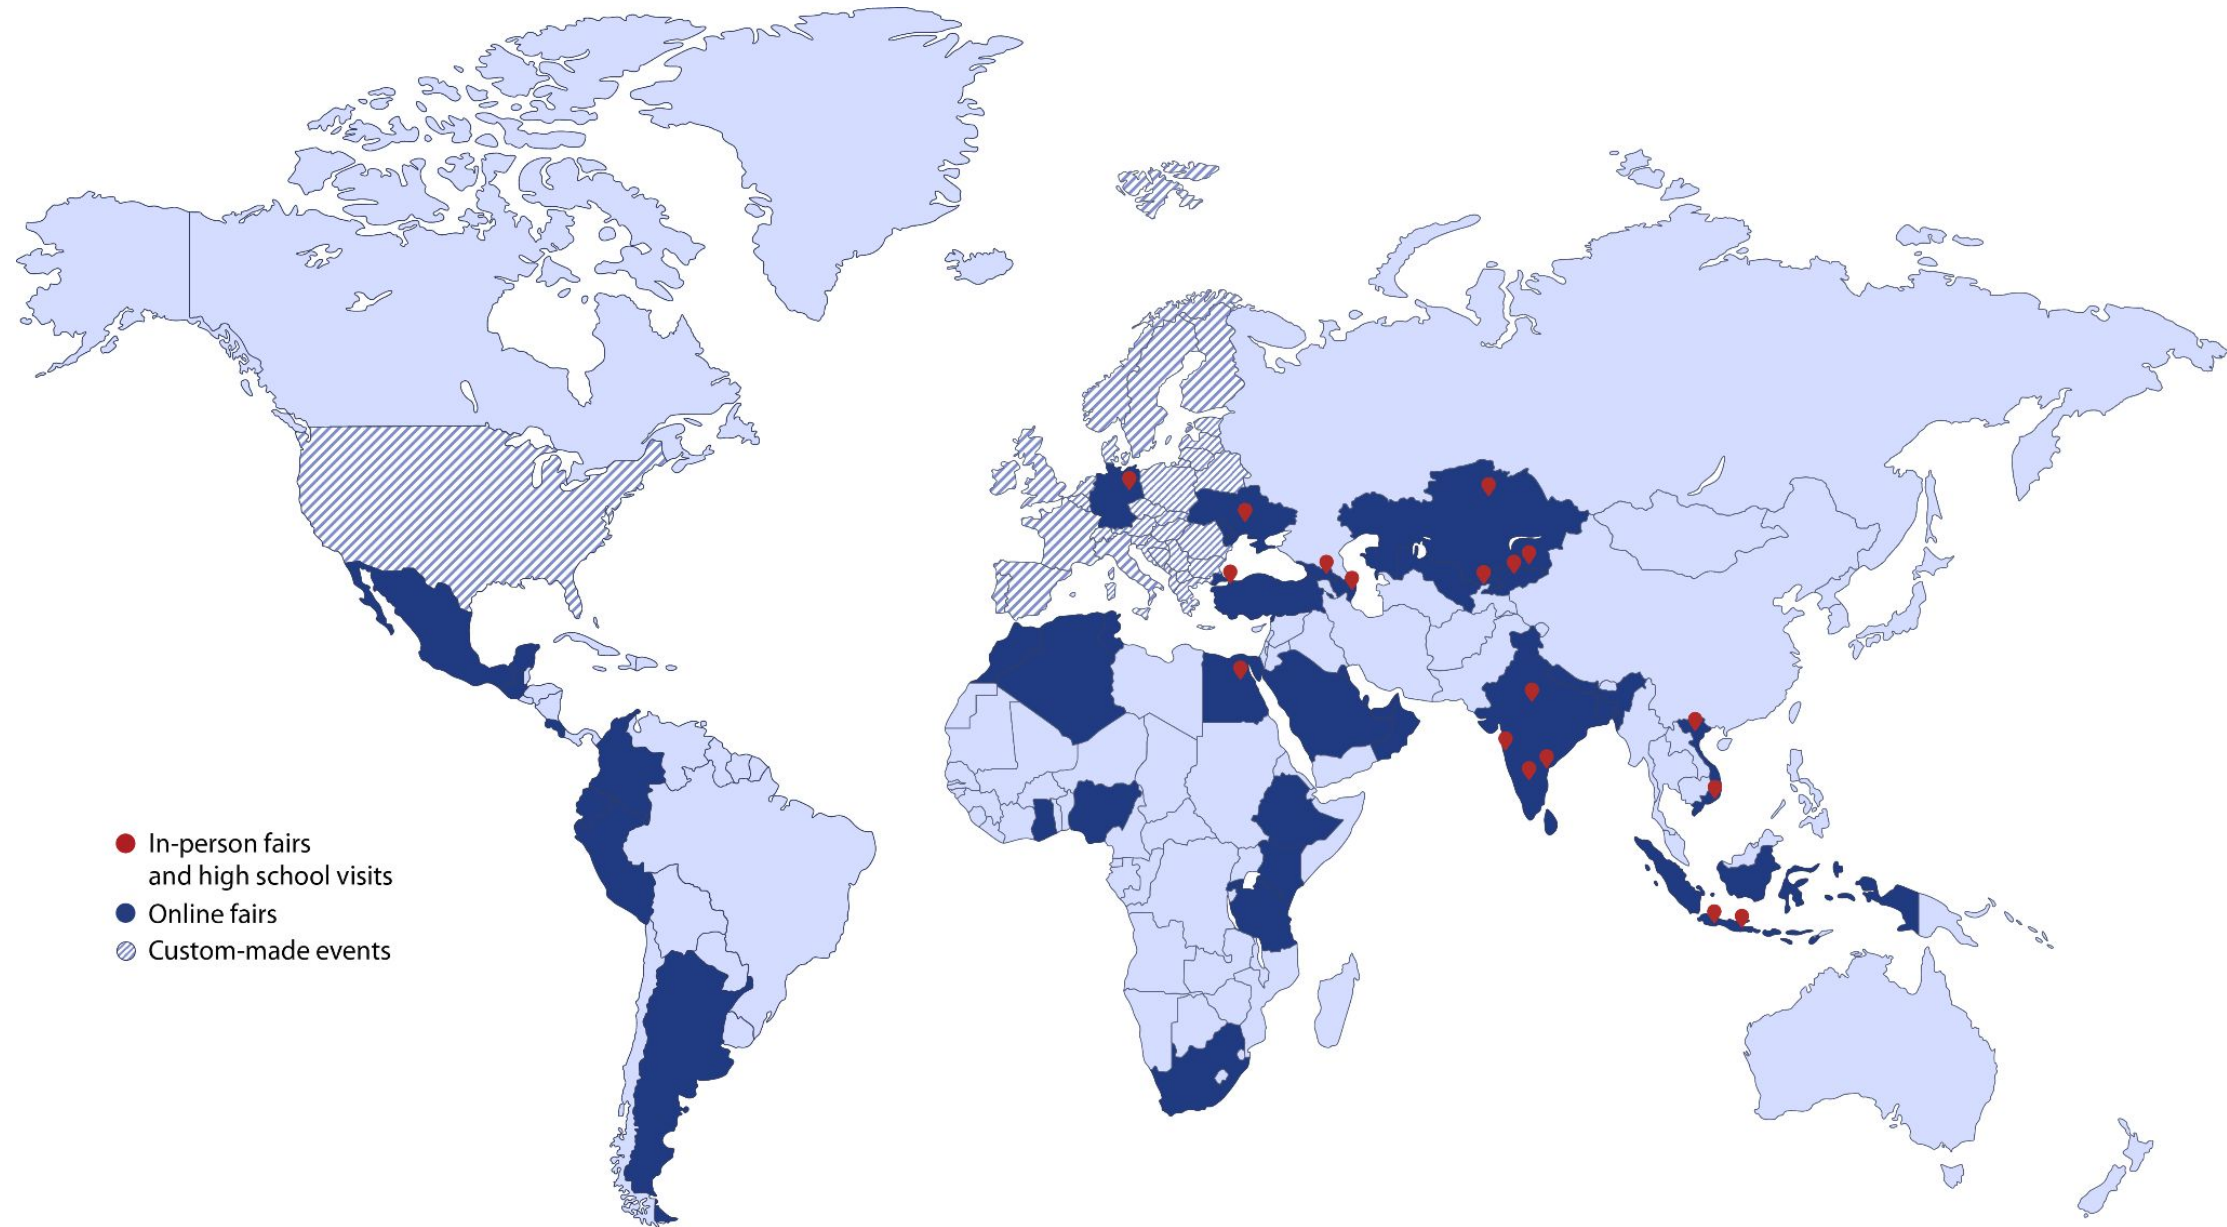 In-person fairs
and high school visits
Online fairs
Custom-made events